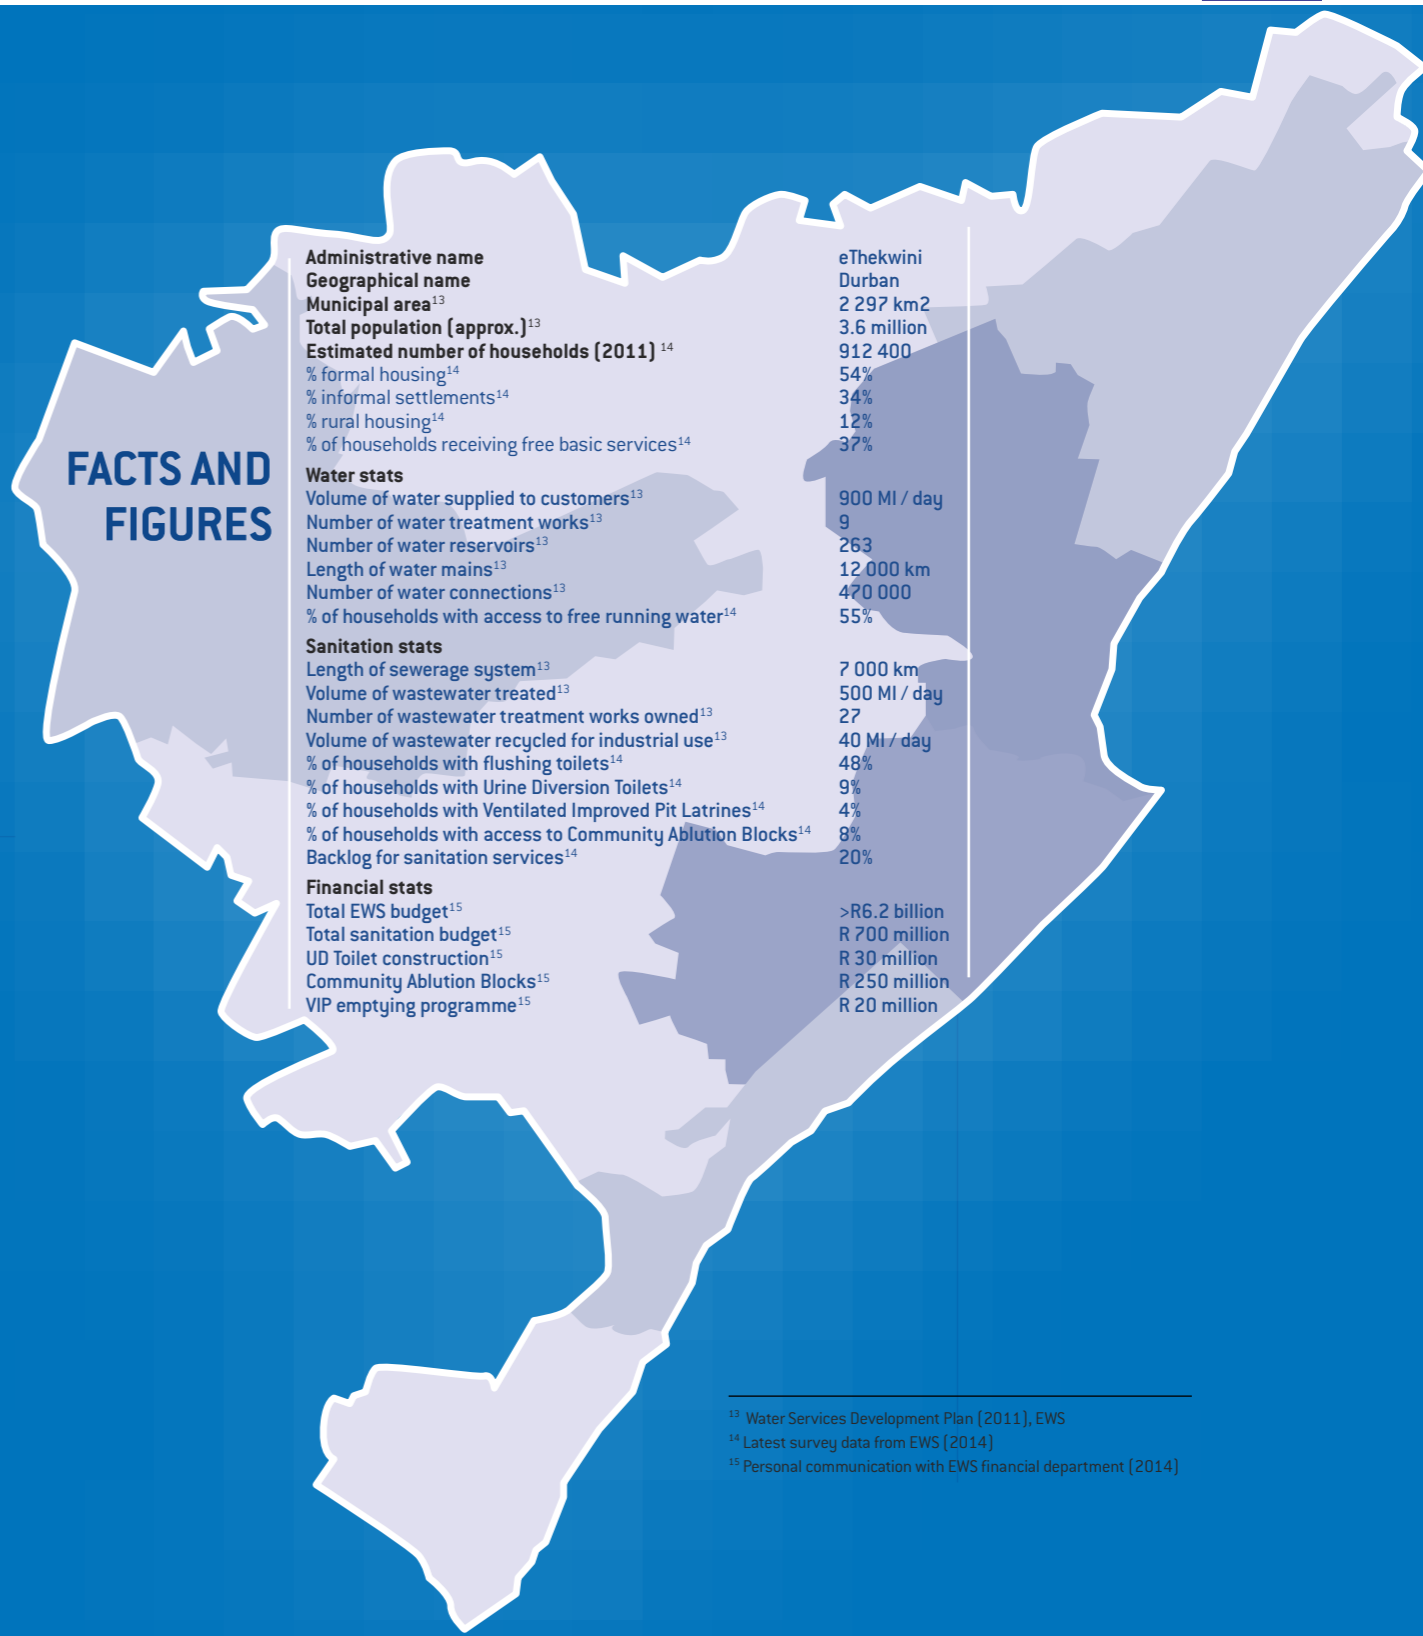 FACTS AND
FIGURES
Administrative name eThekwini
Geographical name Durban
Municipal area13 2 297 km2
Total population (approx.)13 3.6 million
Estimated number of households (2011) 14 912 400
% formal housing14 54%
% informal settlements14 34%
% rural housing14 12%
% of households receiving free basic services14 37%
Water stats
Volume of water supplied to customers13 900 Ml / day
Number of water treatment works13 9
Number of water reservoirs13 263
Length of water mains13 12 000 km
Number of water connections13 470 000
% of households with access to free running water14 55%
Sanitation stats
Length of sewerage system13 7 000 km
Volume of wastewater treated13 500 Ml / day
Number of wastewater treatment works owned13 27
Volume of wastewater recycled for industrial use13 40 Ml / day
% of households with flushing toilets14 48%
% of households with Urine Diversion Toilets14 9%
% of households with Ventilated Improved Pit Latrines14 4%
% of households with access to Community Ablution Blocks14 8%
Backlog for sanitation services14 20%
Financial stats
Total EWS budget15 >R6.2 billion
Total sanitation budget15 R 700 million
UD Toilet construction15 R 30 million
Community Ablution Blocks15 R 250 million
VIP emptying programme15 R 20 million
13 Water Services Development Plan (2011), EWS
14 Latest survey data from EWS (2014)
15 Personal communication with EWS financial department (2014)